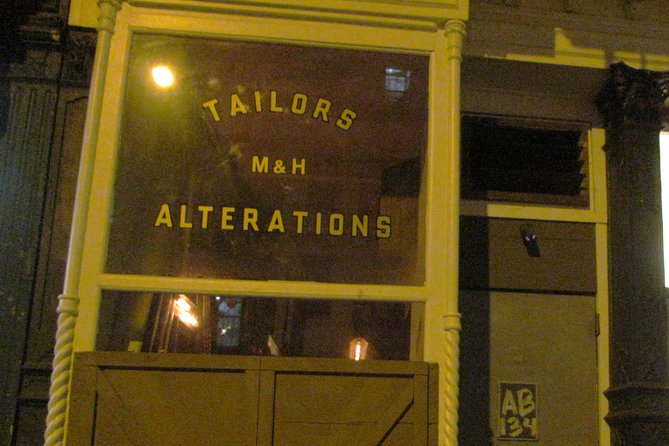 TAILORS
M & H
ALTERATIONS
AB
134